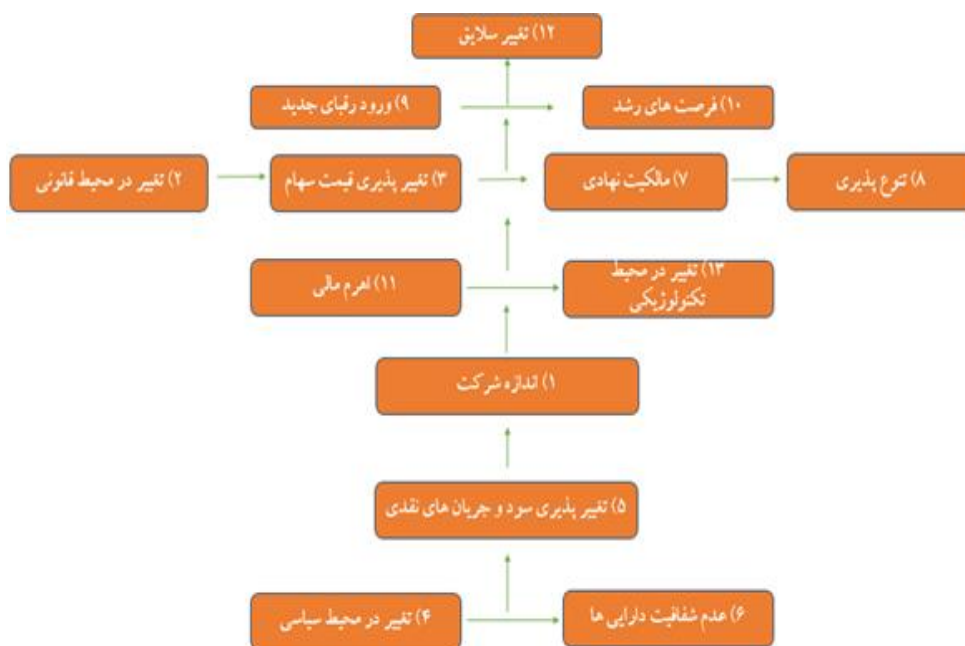 ۱۲) تغییر سلایق
۹) ورود رقبای جدید
۱۰) فرصت های رشد
۲) تغییر در محیط قانونی
۳) تغییر پذیری قیمت سهام
۷) مالکیت نهادی
۸) تنوع پذیری
۱۱) اهرم مالی
۱۳) تغییر در محیط
تکنولوژیکی
۱) اندازه شرکت
۵) تغییر پذیری سود و جریان های نقدی
۴) تغییر در محیط سیاسی
۶) عدم شفافیت دارایی ها